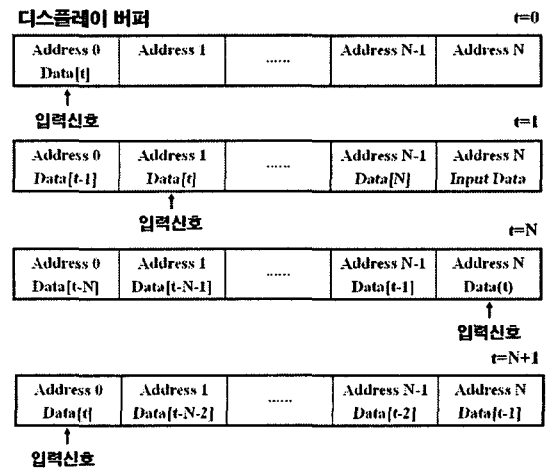 디스플레이 버퍼 t=0
Address 0 Address 1 ...... Address N-1 Address N
Data[t]
입력신호
t=1
Address 0 Address 1 ...... Address N-1 Address N
Data[t-1] Data[t] Data[N] Input Data
입력신호
t=N
Address 0 Address 1 ...... Address N-1 Address N
Data[t-N] Data[t-N-1] Data[t-1] Data(t)
입력신호
t=N+1
Address 0 Address 1 ...... Address N-1 Address N
Data[t[ Data[t-N-2] Data[t-2] Data[t-1]
입력신호